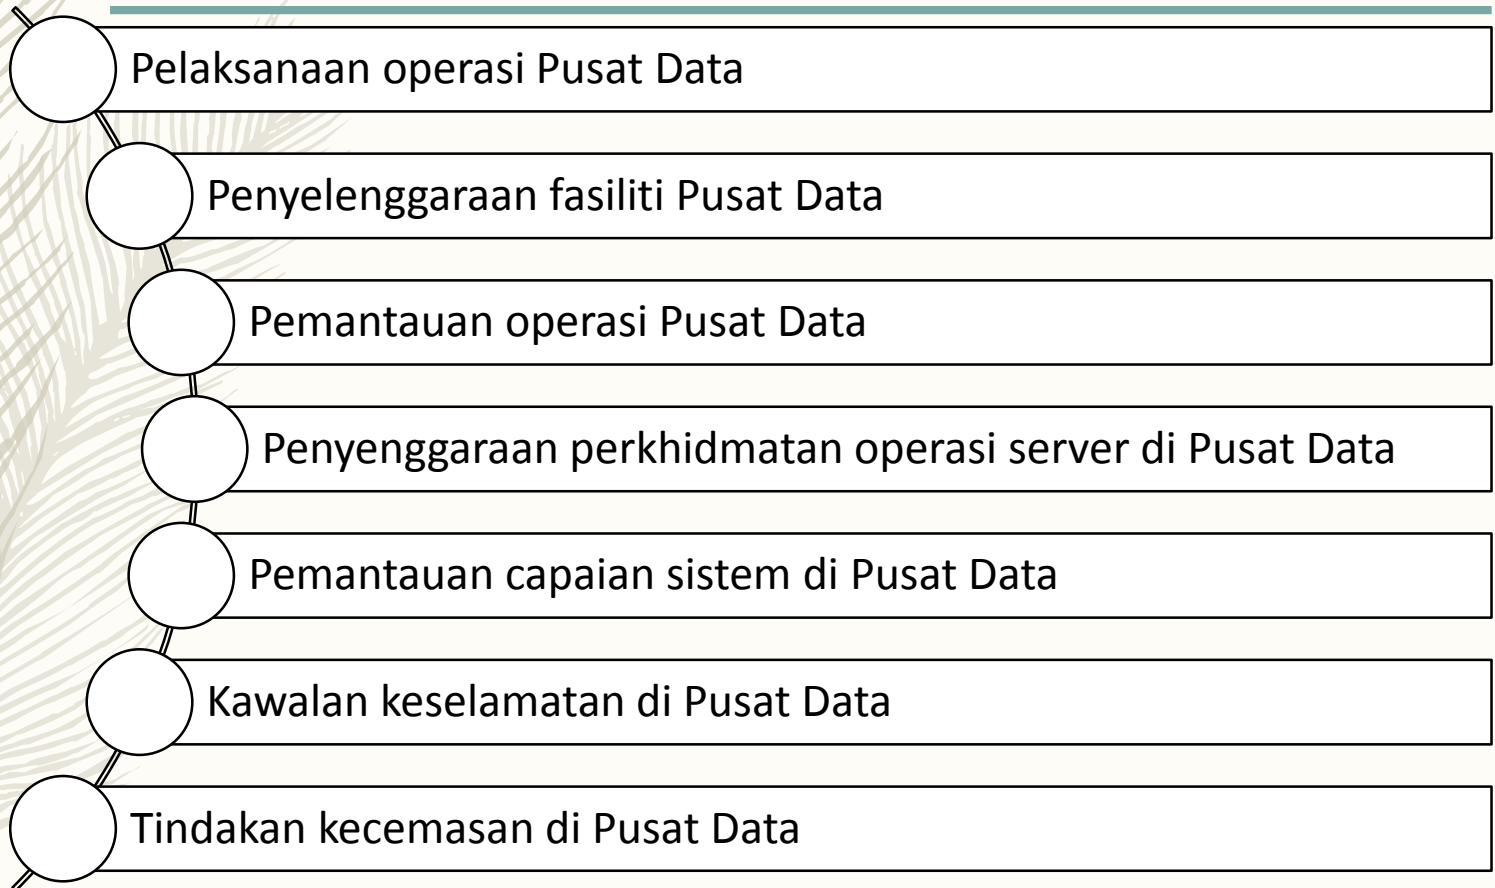 Pelaksanaan operasi Pusat Data
Penyelenggaraan fasiliti Pusat Data
Pemantauan operasi Pusat Data
Penyenggaraan perkhidmatan operasi server di Pusat Data
Pemantauan capaian sistem di Pusat Data
Kawalan keselamatan di Pusat Data
Tindakan kecemasan di Pusat Data